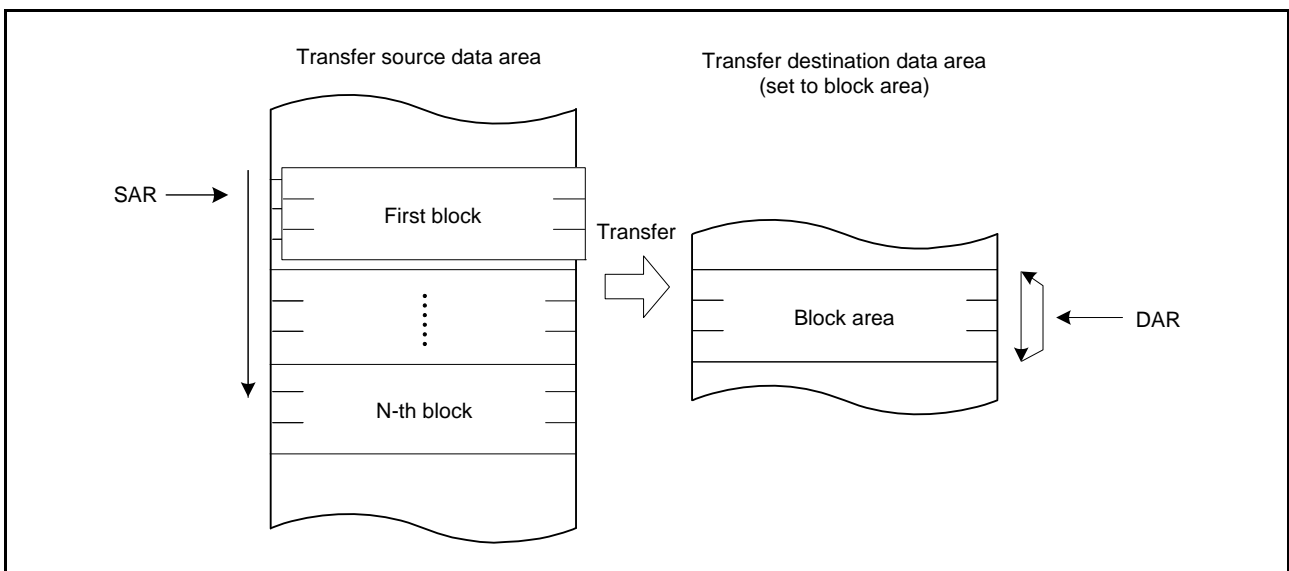 Transfer source data area
Transfer destination data area
(set to block area)
SAR
First block
Transfer
Block area
DAR
N-th block